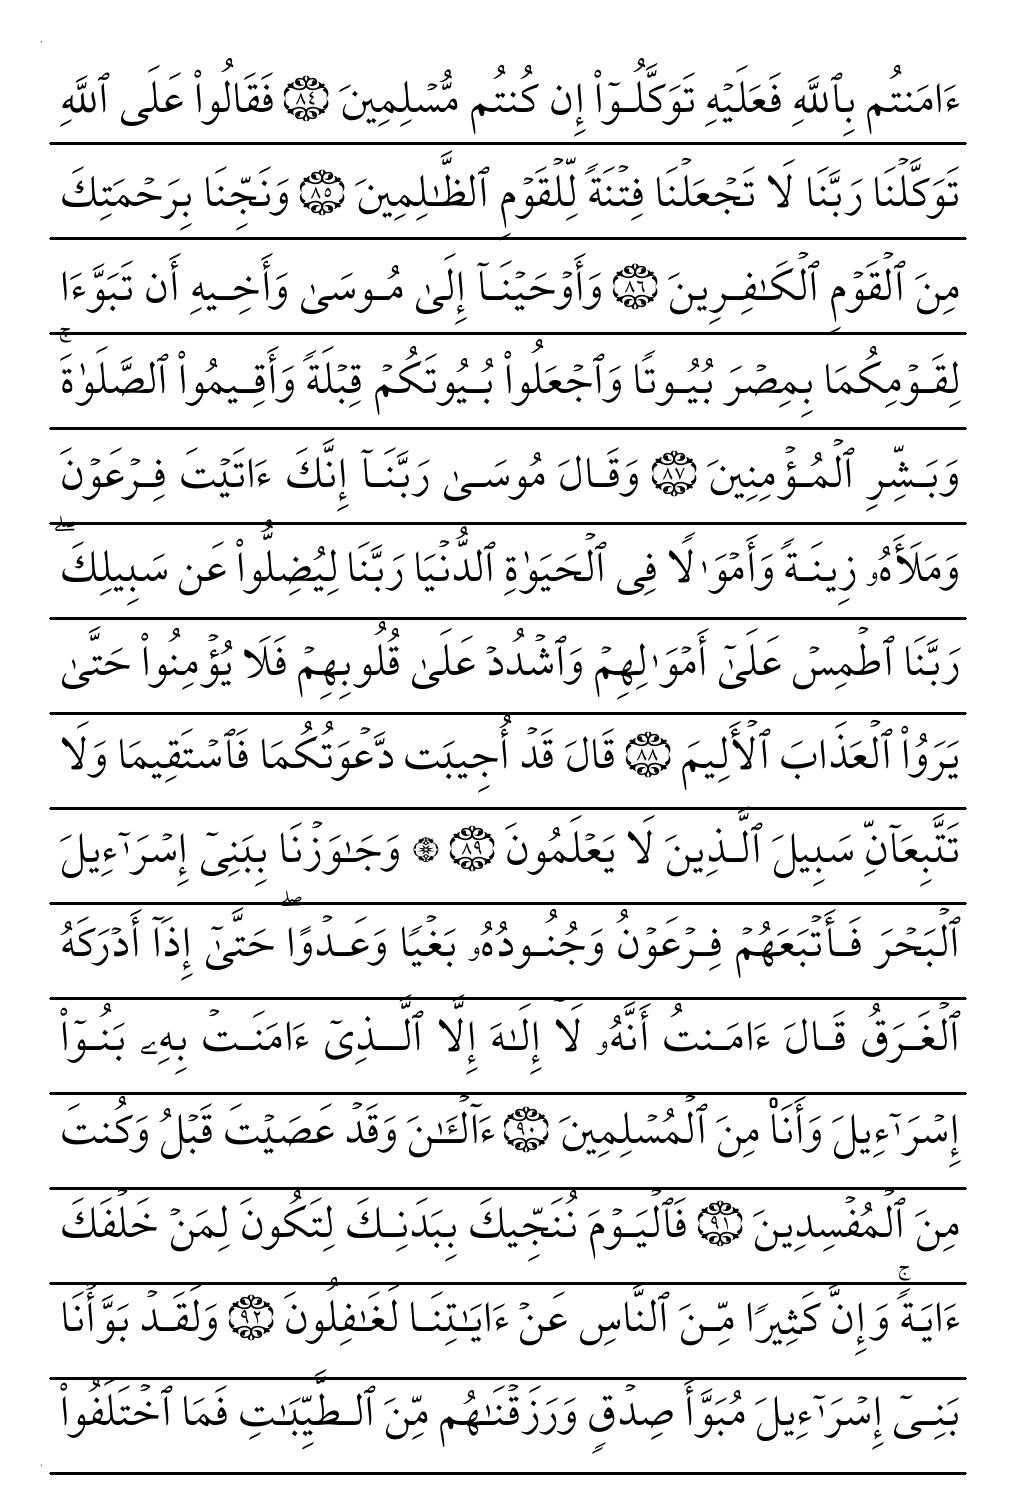 ءَامَنتُم بِٱللَّهِ فَعَلَيْهِ تَوَكَّلُوٓا۟ إِن كُنتُم مُّسْلِمِينَ ٨٤ فَقَالُوا۟ عَلَى ٱللَّهِ
تَوَكَّلْنَا رَبَّنَا لَا تَجْعَلْنَا فِتْنَةً لِّلْقَوْمِ ٱلظَّـٰلِمِينَ ٨٥ وَنَجِّنَا بِرَحْمَتِكَ
مِنَ ٱلْقَوْمِ ٱلْكَـٰفِرِينَ ٨٦ وَأَوْحَيْنَآ إِلَىٰ مُوسَىٰ وَأَخِيهِ أَن تَبَوَّءَا
لِقَوْمِكُمَا بِمِصْرَ بُيُوتًا وَٱجْعَلُوا۟ بُيُوتَكُمْ قِبْلَةً وَأَقِيمُوا۟ ٱلصَّلَوٰةَ ۚ
وَبَشِّرِ ٱلْمُؤْمِنِينَ ٨٧ وَقَالَ مُوسَىٰ رَبَّنَآ إِنَّكَ ءَاتَيْتَ فِرْعَوْنَ
وَمَلَأَهُۥ زِينَةً وَأَمْوَٰلًا فِى ٱلْحَيَوٰةِ ٱلدُّنْيَا رَبَّنَا لِيُضِلُّوا۟ عَن سَبِيلِكَ ۖ
رَبَّنَا ٱطْمِسْ عَلَىٰٓ أَمْوَٰلِهِمْ وَٱشْدُدْ عَلَىٰ قُلُوبِهِمْ فَلَا يُؤْمِنُوا۟ حَتَّىٰ
يَرَوُا۟ ٱلْعَذَابَ ٱلْأَلِيمَ ٨٨ قَالَ قَدْ أُجِيبَت دَّعْوَتُكُمَا فَٱسْتَقِيمَا وَلَا
تَتَّبِعَآنِّ سَبِيلَ ٱلَّذِينَ لَا يَعْلَمُونَ ٨٩ ۞ وَجَـٰوَزْنَا بِبَنِىٓ إِسْرَٰٓءِيلَ
ٱلْبَحْرَ فَأَتْبَعَهُمْ فِرْعَوْنُ وَجُنُودُهُۥ بَغْيًا وَعَدْوًا ۖ حَتَّىٰٓ إِذَآ أَدْرَكَهُ
ٱلْغَرَقُ قَالَ ءَامَنتُ أَنَّهُۥ لَآ إِلَـٰهَ إِلَّا ٱلَّذِىٓ ءَامَنَتْ بِهِۦ بَنُوٓا۟
إِسْرَٰٓءِيلَ وَأَنَا۠ مِنَ ٱلْمُسْلِمِينَ ٩٠ ءَآلْـَٔـٰنَ وَقَدْ عَصَيْتَ قَبْلُ وَكُنتَ
مِنَ ٱلْمُفْسِدِينَ ٩١ فَٱلْيَوْمَ نُنَجِّيكَ بِبَدَنِكَ لِتَكُونَ لِمَنْ خَلْفَكَ
ءَايَةً ۚ وَإِنَّ كَثِيرًا مِّنَ ٱلنَّاسِ عَنْ ءَايَـٰتِنَا لَغَـٰفِلُونَ ٩٢ وَلَقَدْ بَوَّأْنَا
بَنِىٓ إِسْرَٰٓءِيلَ مُبَوَّأَ صِدْقٍ وَرَزَقْنَـٰهُم مِّنَ ٱلطَّيِّبَـٰتِ فَمَا ٱخْتَلَفُوا۟